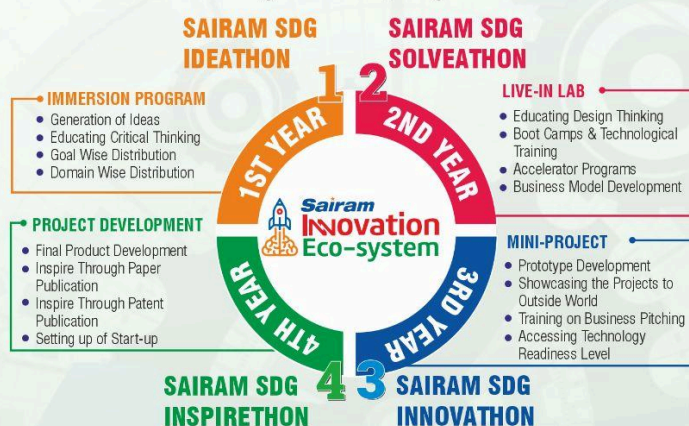 SAIRAM SDG
IDEATHON
1
2
SAIRAM SDG
SOLVEATHON
IMMERSION PROGRAM
Generation of Ideas
Educating Critical Thinking
Goal Wise Distribution
Domain Wise Distribution
1ST YEAR
2ND YEAR
LIVE-IN LAB
Educating Design Thinking
Boot Camps & Technological
Training
Accelerator Programs
Business Model Development
Sairam
Innovation
Eco-system
PROJECT DEVELOPMENT
Final Product Development
Inspire Through Paper
Publication
Inspire Through Patent
Publication
Setting up of Start-up
4TH YEAR
3RD YEAR
MINI-PROJECT
Prototype Development
Showcasing the Projects to
Outside World
Training on Business Pitching
Accessing Technology
Readiness Level
SAIRAM SDG
INSPIRETHON
4
3
SAIRAM SDG
INNOVATHON